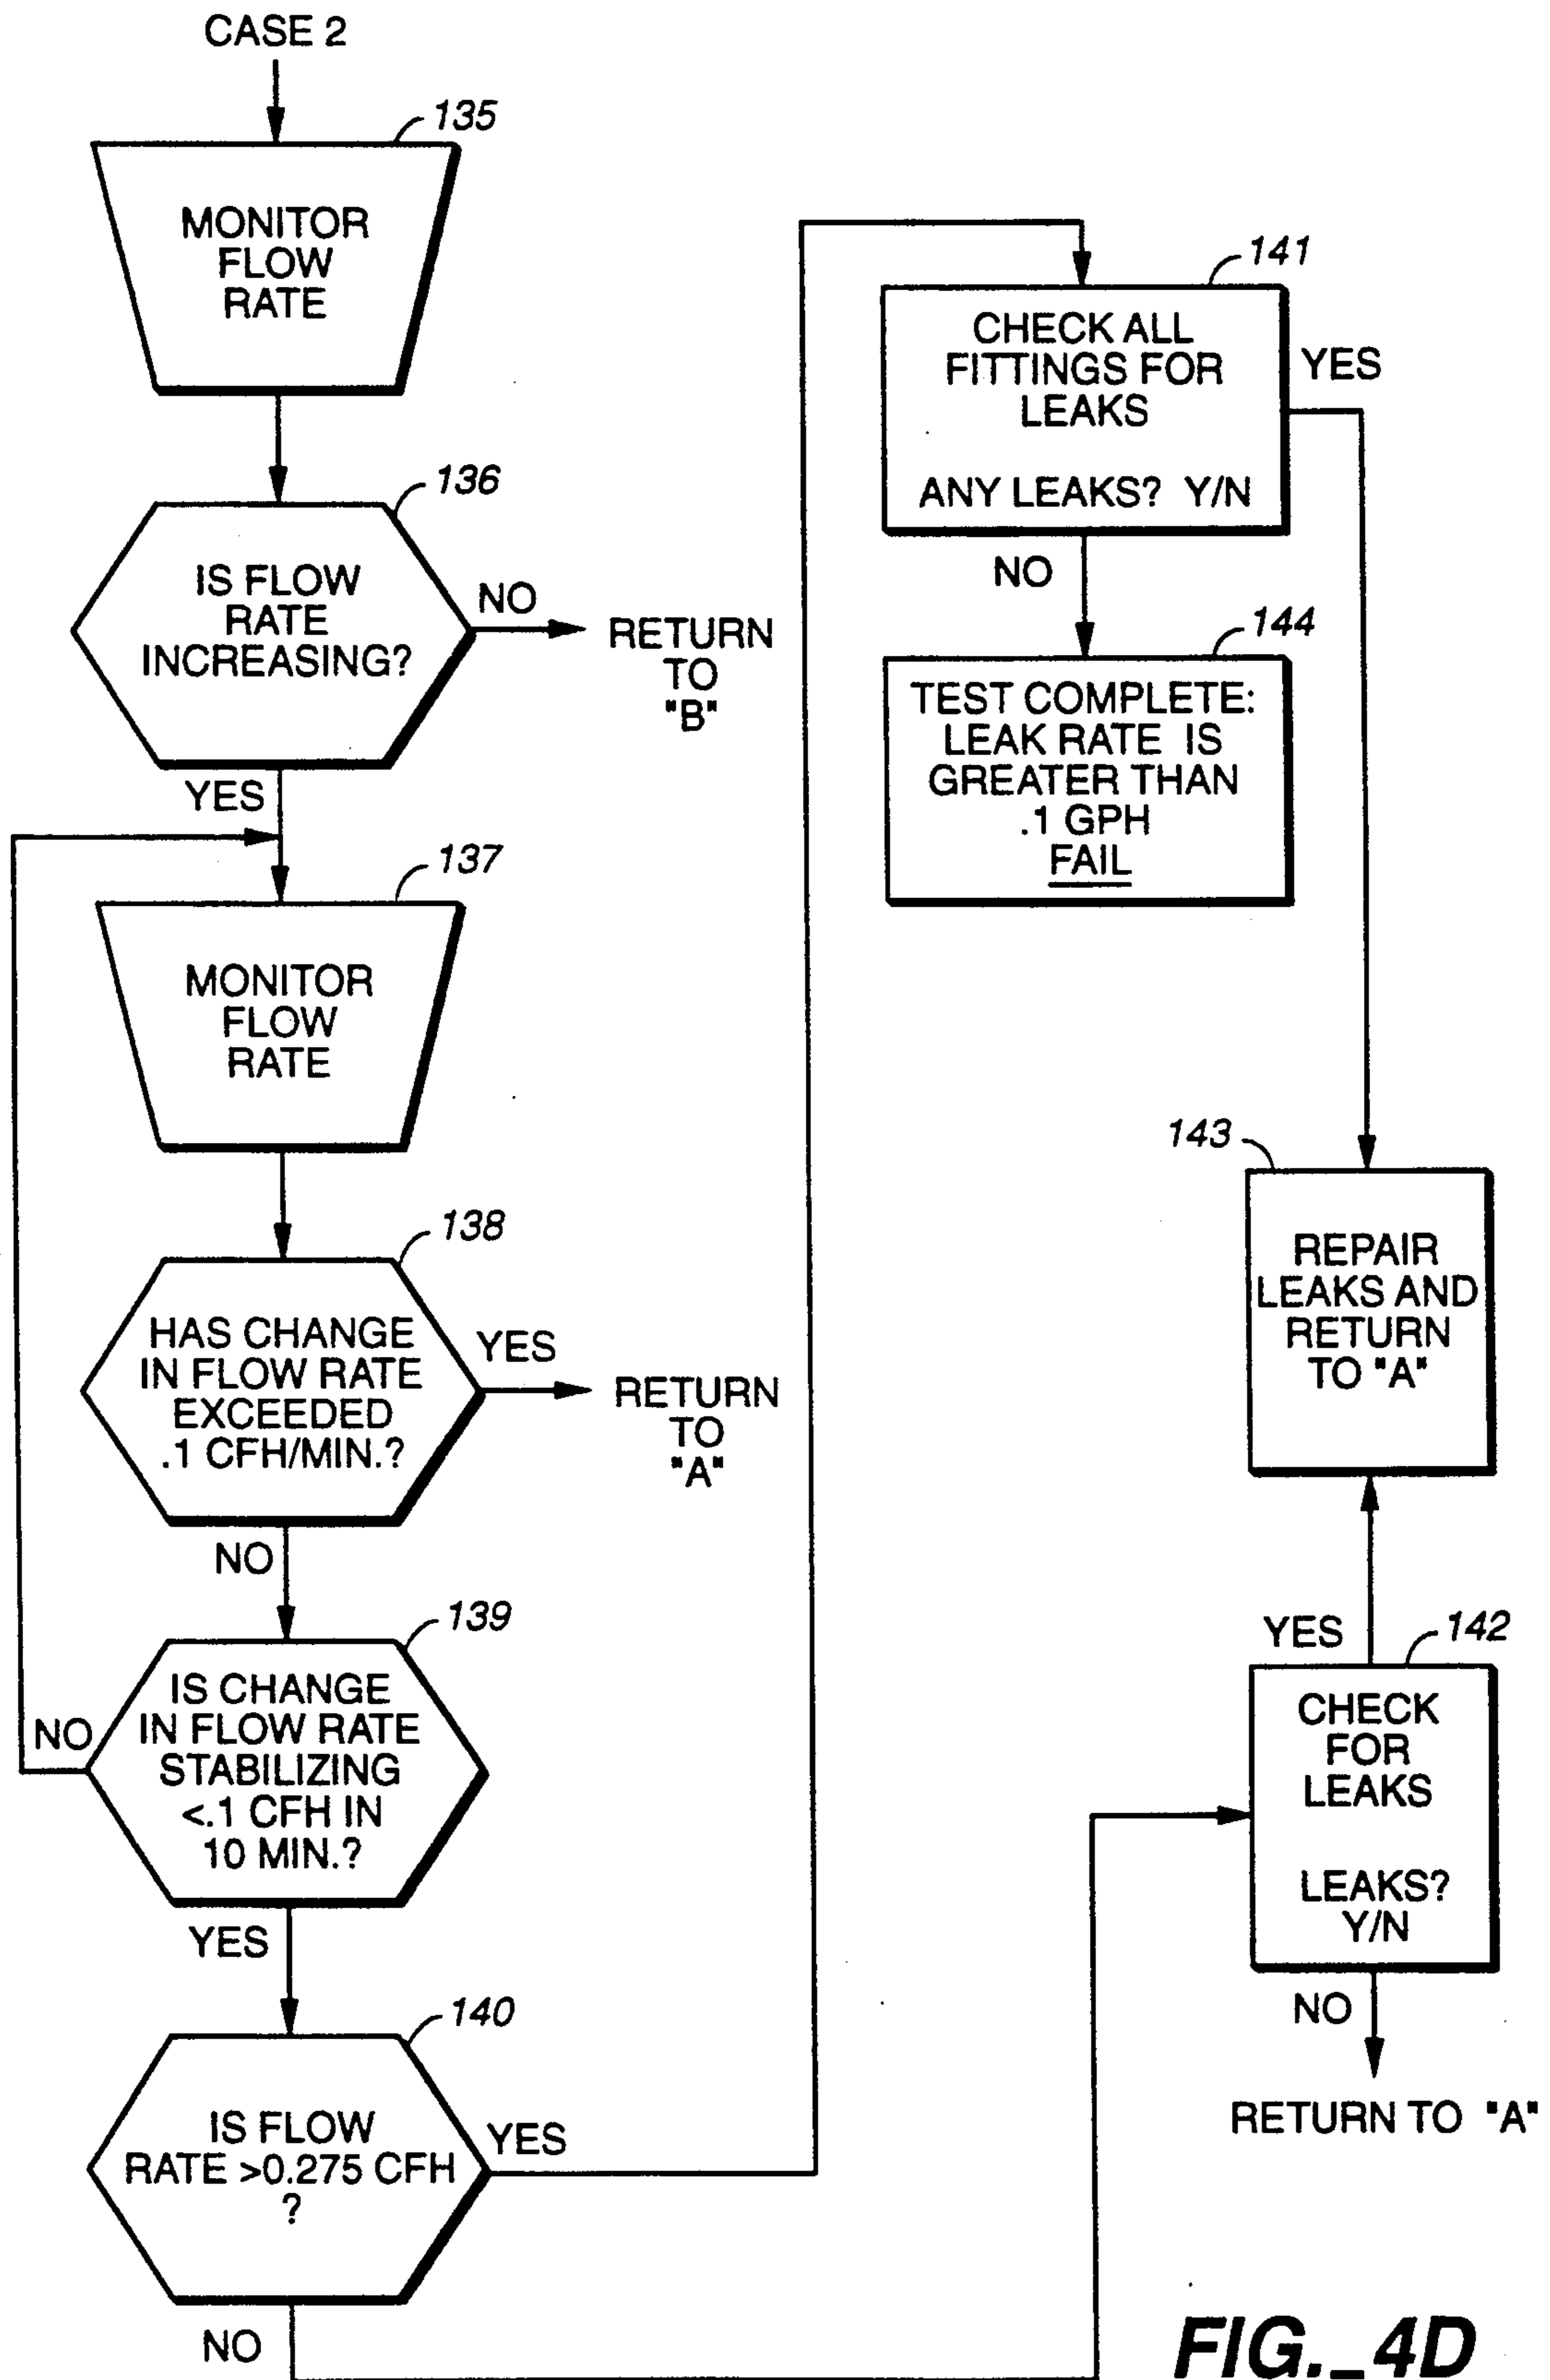 CASE 2
135
MONITOR
FLOW
RATE
136
IS FLOW
RATE
INCREASING?
NO
RETURN
TO
"B"
YES
137
MONITOR
FLOW
RATE
138
HAS CHANGE
IN FLOW RATE
EXCEEDED
.1 CFH/MIN.?
YES
RETURN
TO
"A"
NO
139
IS CHANGE
IN FLOW RATE
STABILIZING
<.1 CFH IN
10 MIN.?
NO
YES
140
IS FLOW
RATE >0.275 CFH
?
YES
NO
141
CHECK ALL
FITTINGS FOR
LEAKS
ANY LEAKS? Y/N
YES
NO
144
TEST COMPLETE:
LEAK RATE IS
GREATER THAN
.1 GPH
FAIL
143
REPAIR
LEAKS AND
RETURN
TO "A"
YES
142
CHECK
FOR
LEAKS
LEAKS?
Y/N
NO
RETURN TO "A"
FIG._4D